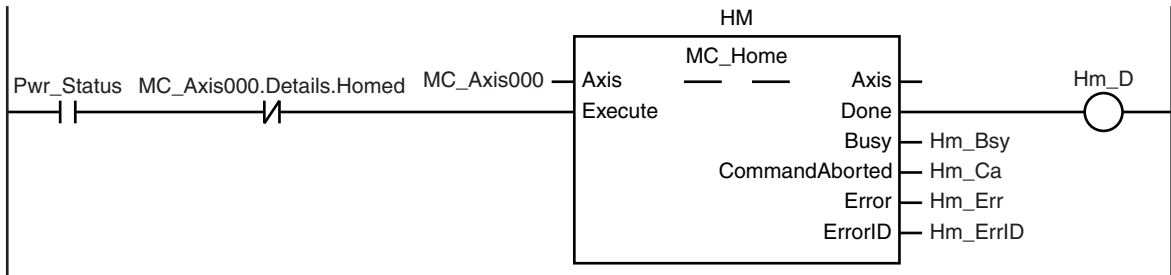 HM
MC_Home
Pwr_Status MC_Axis000.Details.Homed MC_Axis000 Axis Axis Hm_D
Execute Done
Busy Hm_Bsy
CommandAborted Hm_Ca
Error Hm_Err
ErrorID Hm_ErrID